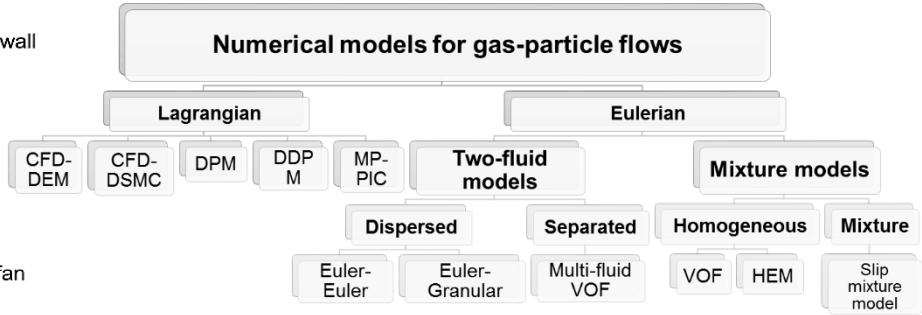 wall
Numerical models for gas-particle flows
Lagrangian
Eulerian
CFD-
DEM
CFD-
DSMC
DPM
DDP
M
MP-
PIC
Two-fluid
models
Mixture models
Dispersed
Separated
Homogeneous
Mixture
fan
Euler-
Euler
Euler-
Granular
Multi-fluid
VOF
VOF
HEM
Slip
mixture
model